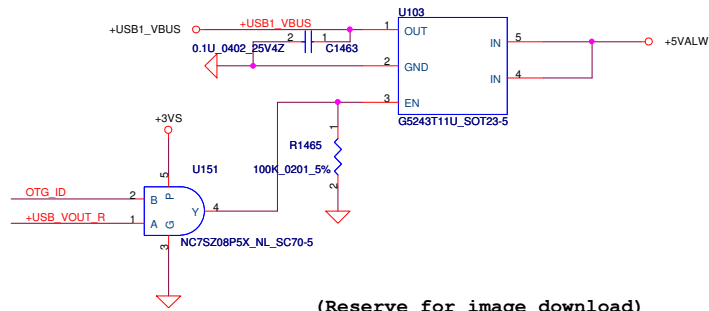 U103
+USB1_VBUS
+USB1_VBUS
1
OUT
2
1
0.1U_0402_25V4Z
C1463
IN
5
+5VALW
2
GND
IN
4
3
EN
G5243T11U_SOT23-5
+3VS
1
R1465
5
U151
100K_0201_5%
2
OTG_ID
2
B
P
Y
4
+USB_VOUT_R
1
A
G
3
NC7SZ08P5X_NL_SC70-5
(Reserve for image download)